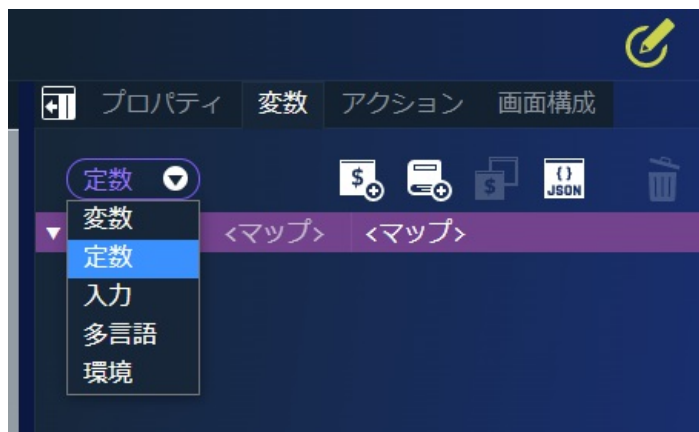 プロパティ 変数 アクション 画面構成
定数 $ $ {} JSON
変数 <マップ> <マップ>
定数
入力
多言語
環境